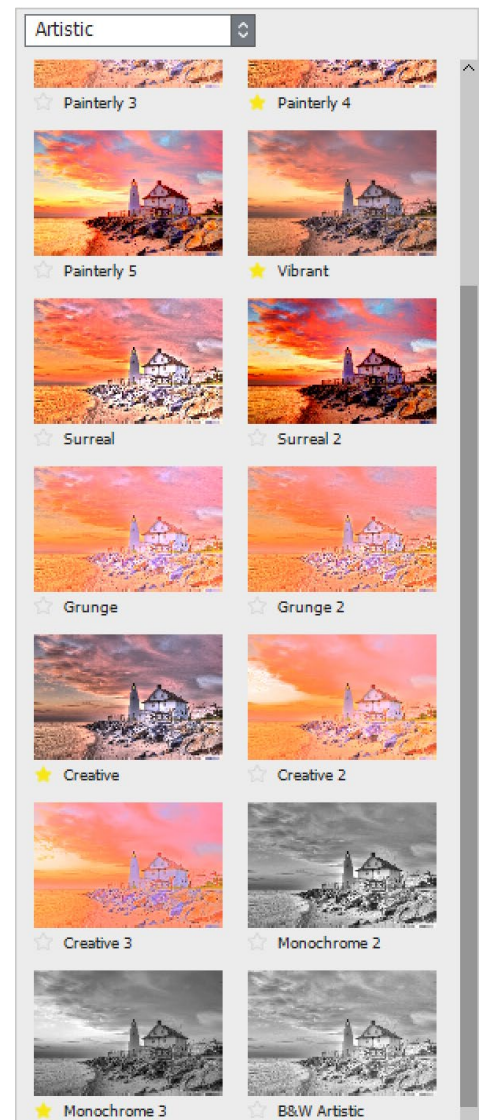 Artistic
Painterly 3
Painterly 4
Painterly 5
Vibrant
Surreal
Surreal 2
Grunge
Grunge 2
Creative
Creative 2
Creative 3
Monochrome 2
Monochrome 3
B&W Artistic